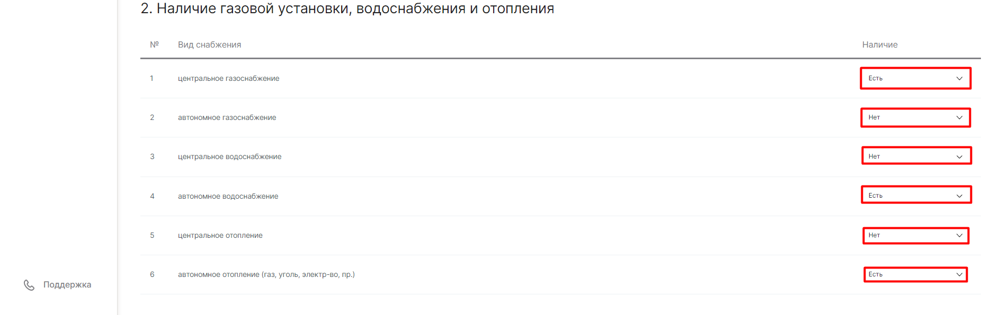 2. Наличие газовой установки, водоснабжения и отопления
№ Вид снабжения Наличие
1 центральное газоснабжение Есть
2 автономное газоснабжение Нет
3 центральное водоснабжение Нет
4 автономное водоснабжение Есть
5 центральное отопление Нет
6 автономное отопление (газ, уголь, электр-во, пр.) Есть
Поддержка